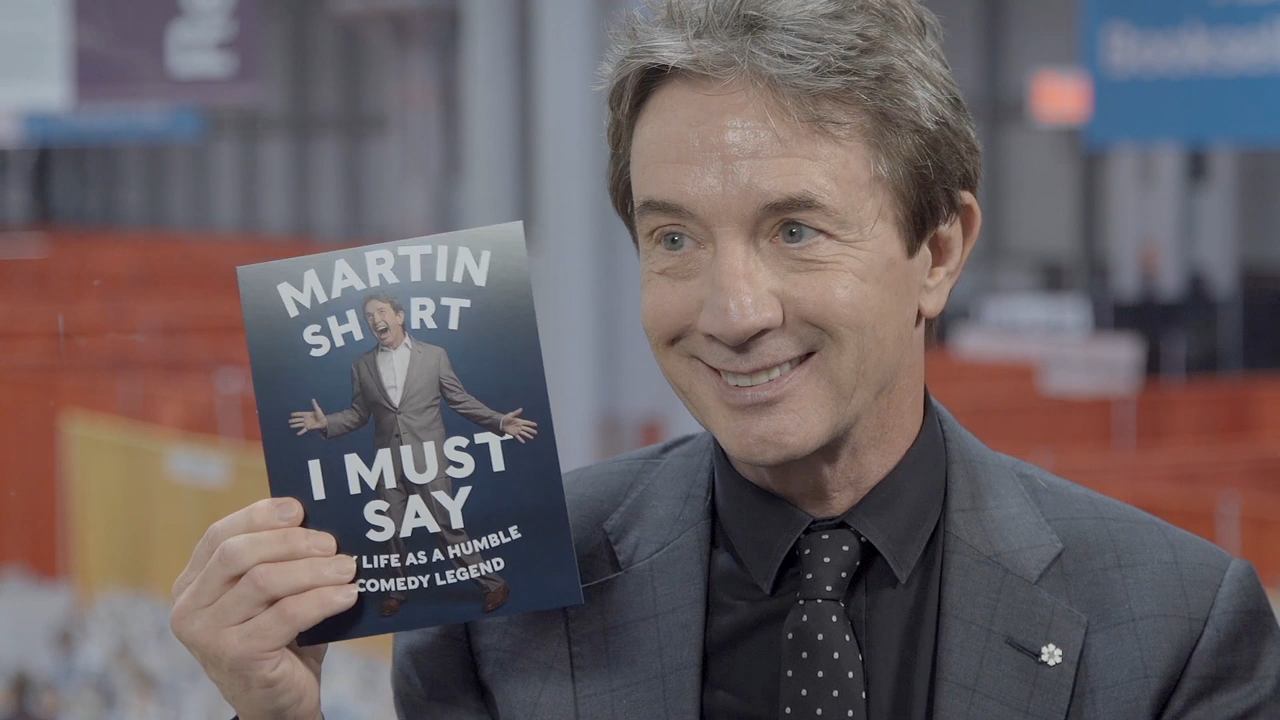 MARTIN
SHORT
I MUST
SAY
LIFE AS A HUMBLE
COMEDY LEGEND